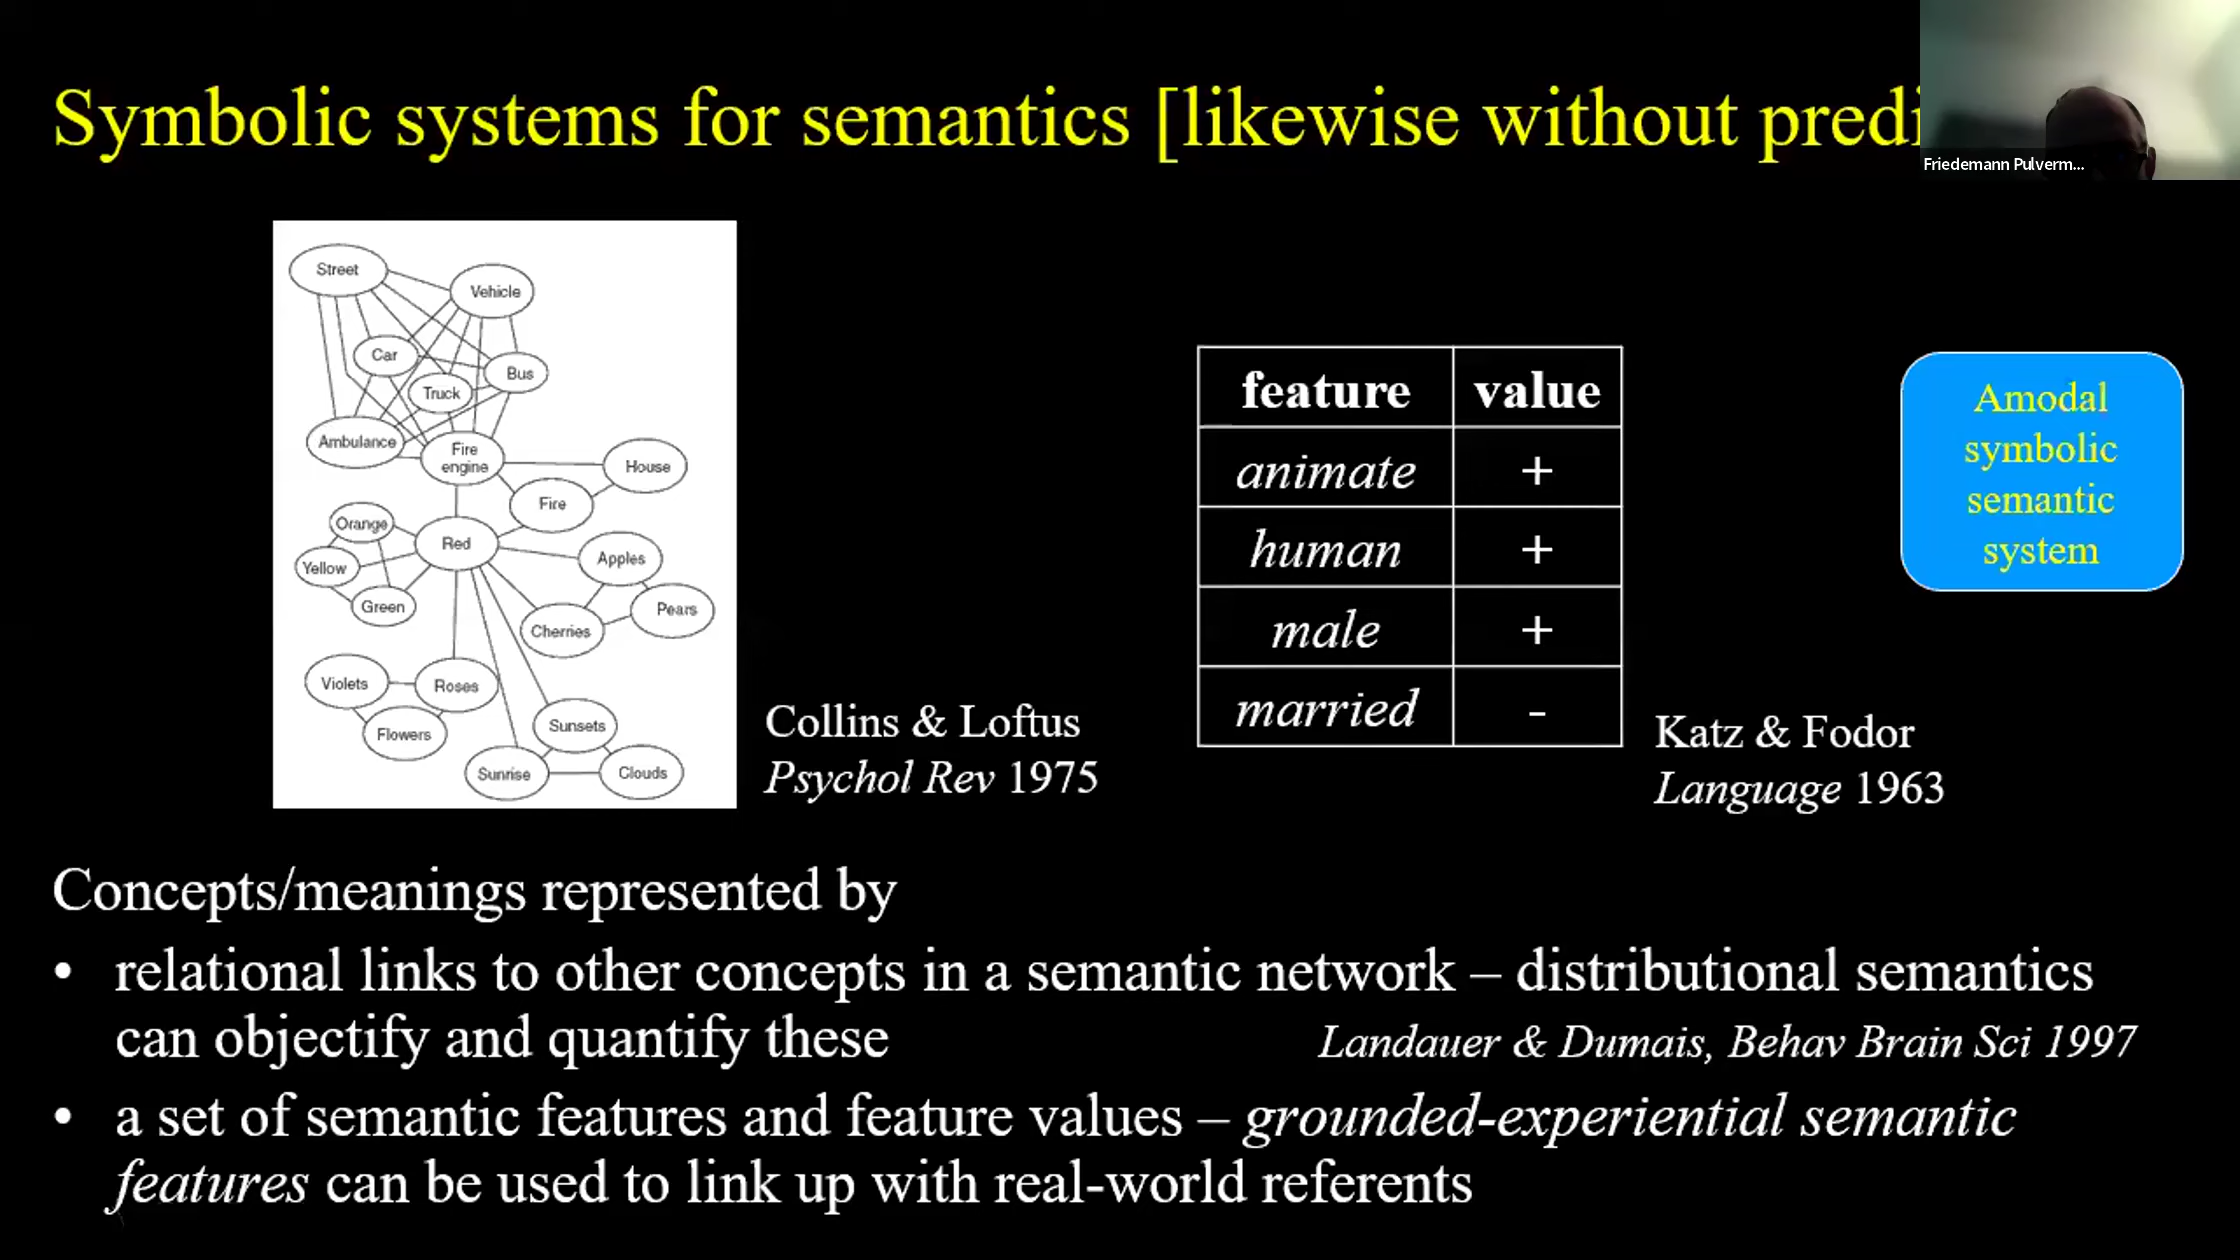 Symbolic systems for semantics [likewise without predi
Friedemann Pulverm...
Street
Vehicle
Car
Bus
Truck
Ambulance
Fire
engine
House
Fire
Orange
Red
Apples
Yellow
Green
Pears
Cherries
Violets
Roses
Flowers
Sunsets
Sunrise
Clouds
Collins & Loftus
Psychol Rev 1975
feature value
animate +
human +
male +
married -
Katz & Fodor
Language 1963
Amodal
symbolic
semantic
system
Concepts/meanings represented by
• relational links to other concepts in a semantic network – distributional semantics
can objectify and quantify these
Landauer & Dumais, Behav Brain Sci 1997
• a set of semantic features and feature values – grounded-experiential semantic
features can be used to link up with real-world referents